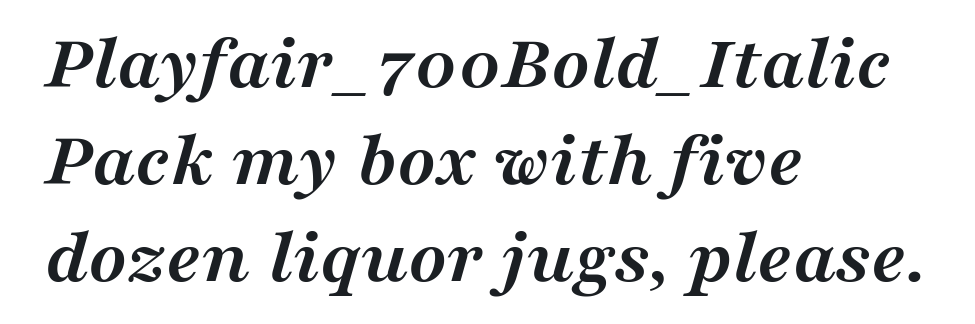 Playfair_700Bold_Italic
Pack my box with five
dozen liquor jugs, please.